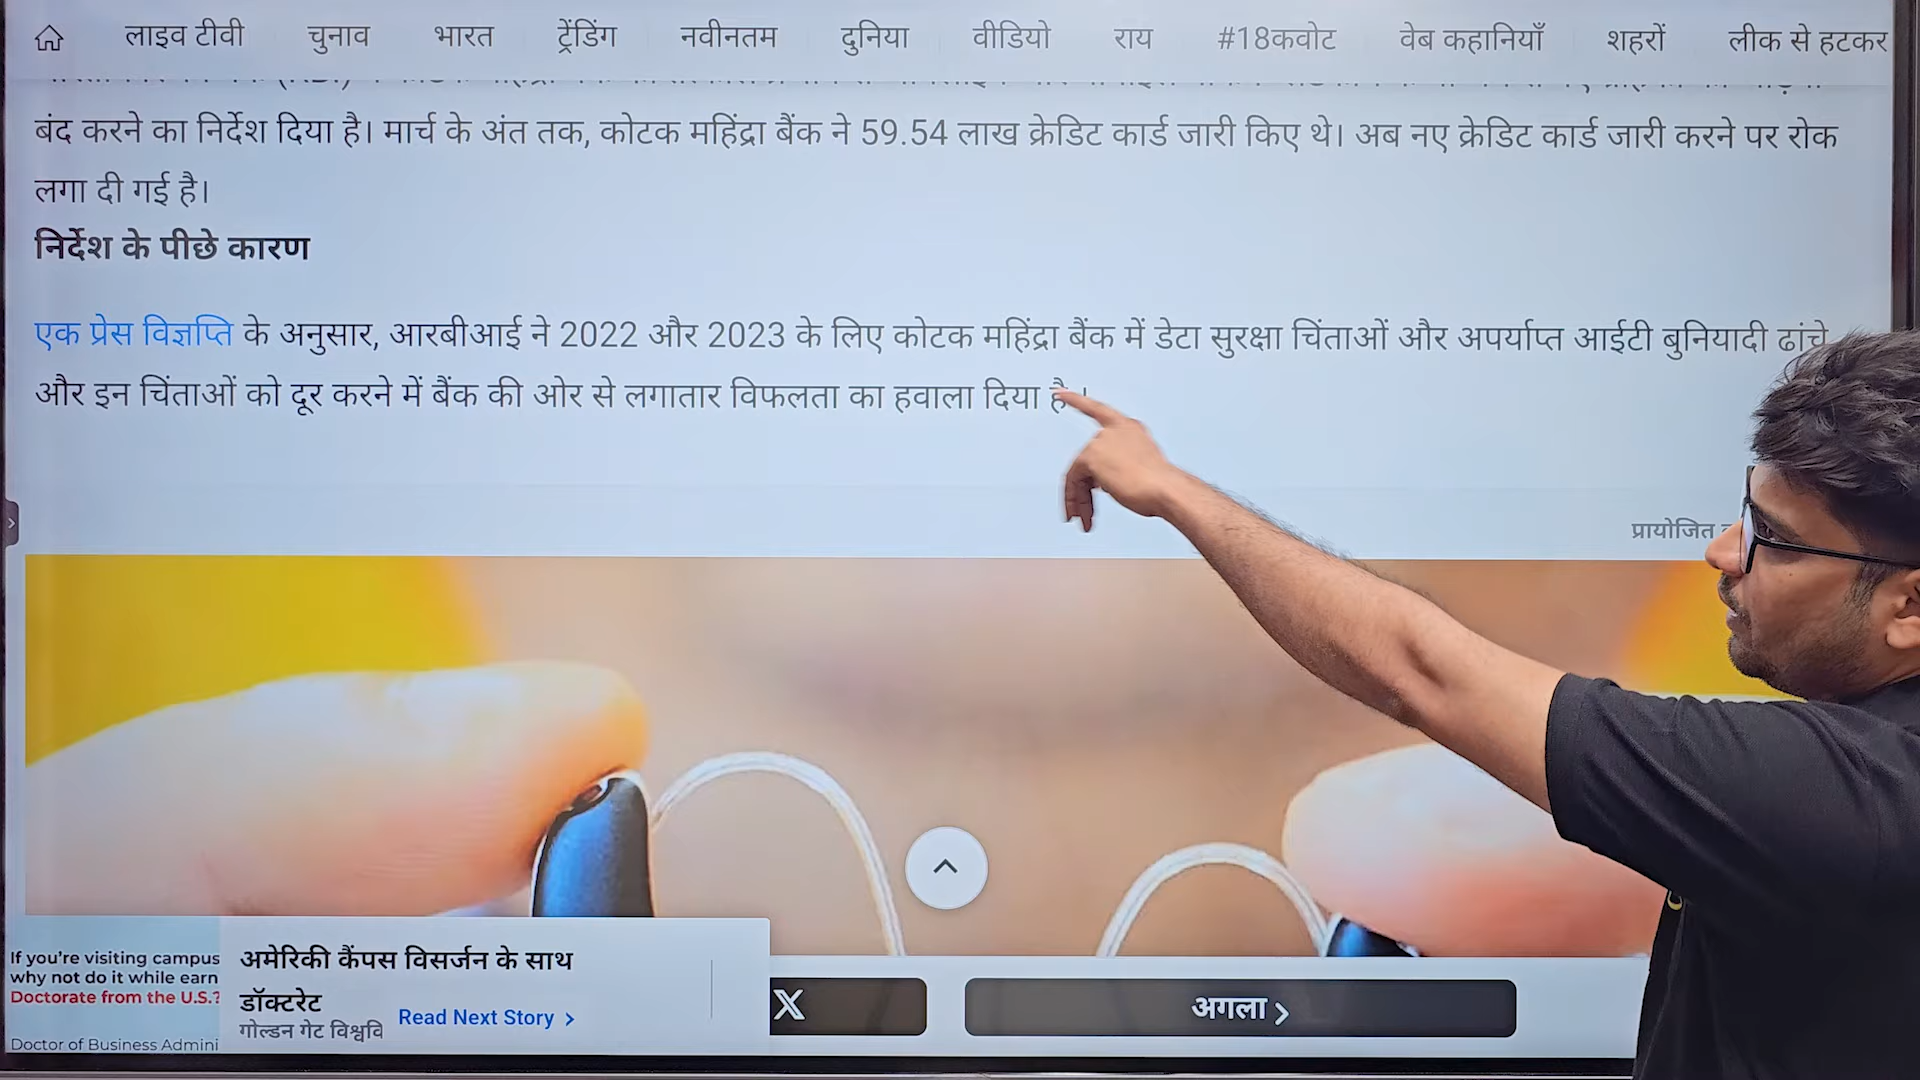 लाइव टीवी चुनाव भारत ट्रेंडिंग नवीनतम दुनिया वीडियो राय #18कवोट वेब कहानियाँ शहरों लीक से हटकर
बंद करने का निर्देश दिया है। मार्च के अंत तक, कोटक महिंद्रा बैंक ने 59.54 लाख क्रेडिट कार्ड जारी किए थे। अब नए क्रेडिट कार्ड जारी करने पर रोक
लगा दी गई है।
निर्देश के पीछे कारण
एक प्रेस विज्ञप्ति के अनुसार, आरबीआई ने 2022 और 2023 के लिए कोटक महिंद्रा बैंक में डेटा सुरक्षा चिंताओं और अपर्याप्त आईटी बुनियादी ढांचे
और इन चिंताओं को दूर करने में बैंक की ओर से लगातार विफलता का हवाला दिया है ।
प्रायोजित
If you're visiting campus
why not do it while earn
Doctorate from the U.S.?
Doctor of Business Admini
अमेरिकी कैंपस विसर्जन के साथ
डॉक्टरेट
गोल्डन गेट विश्ववि
Read Next Story >
X
अगला >